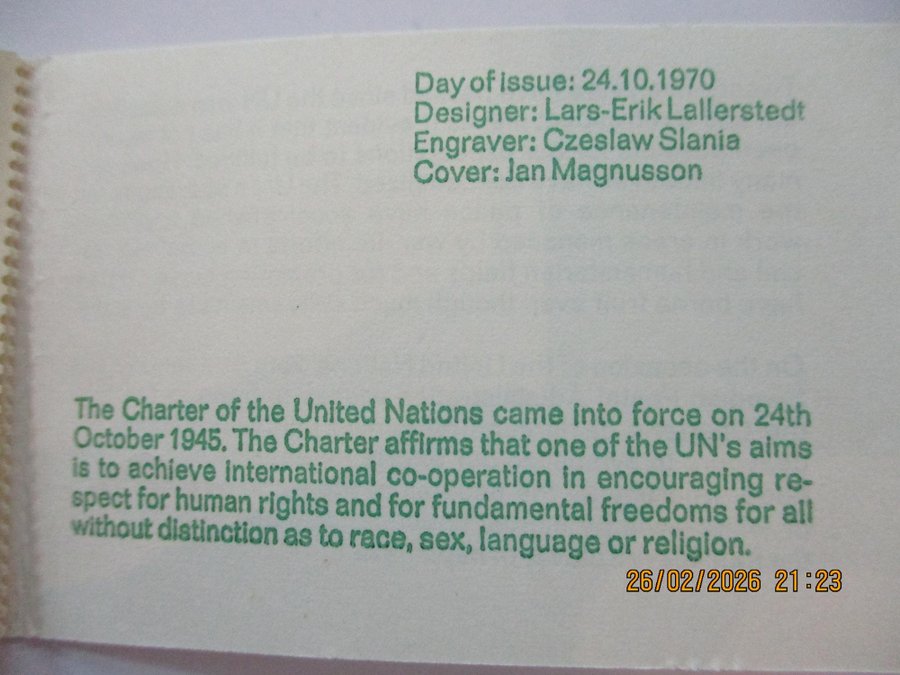 Day of issue: 24.10.1970
Designer: Lars-Erik Lallerstedt
Engraver: Czeslaw Slania
Cover: Jan Magnusson
The Charter of the United Nations came into force on 24th
October 1945. The Charter affirms that one of the UN's aims
is to achieve international co-operation in encouraging re-
spect for human rights and for fundamental freedoms for all
without distinction as to race, sex, language or religion.
26/02/2026 21:23